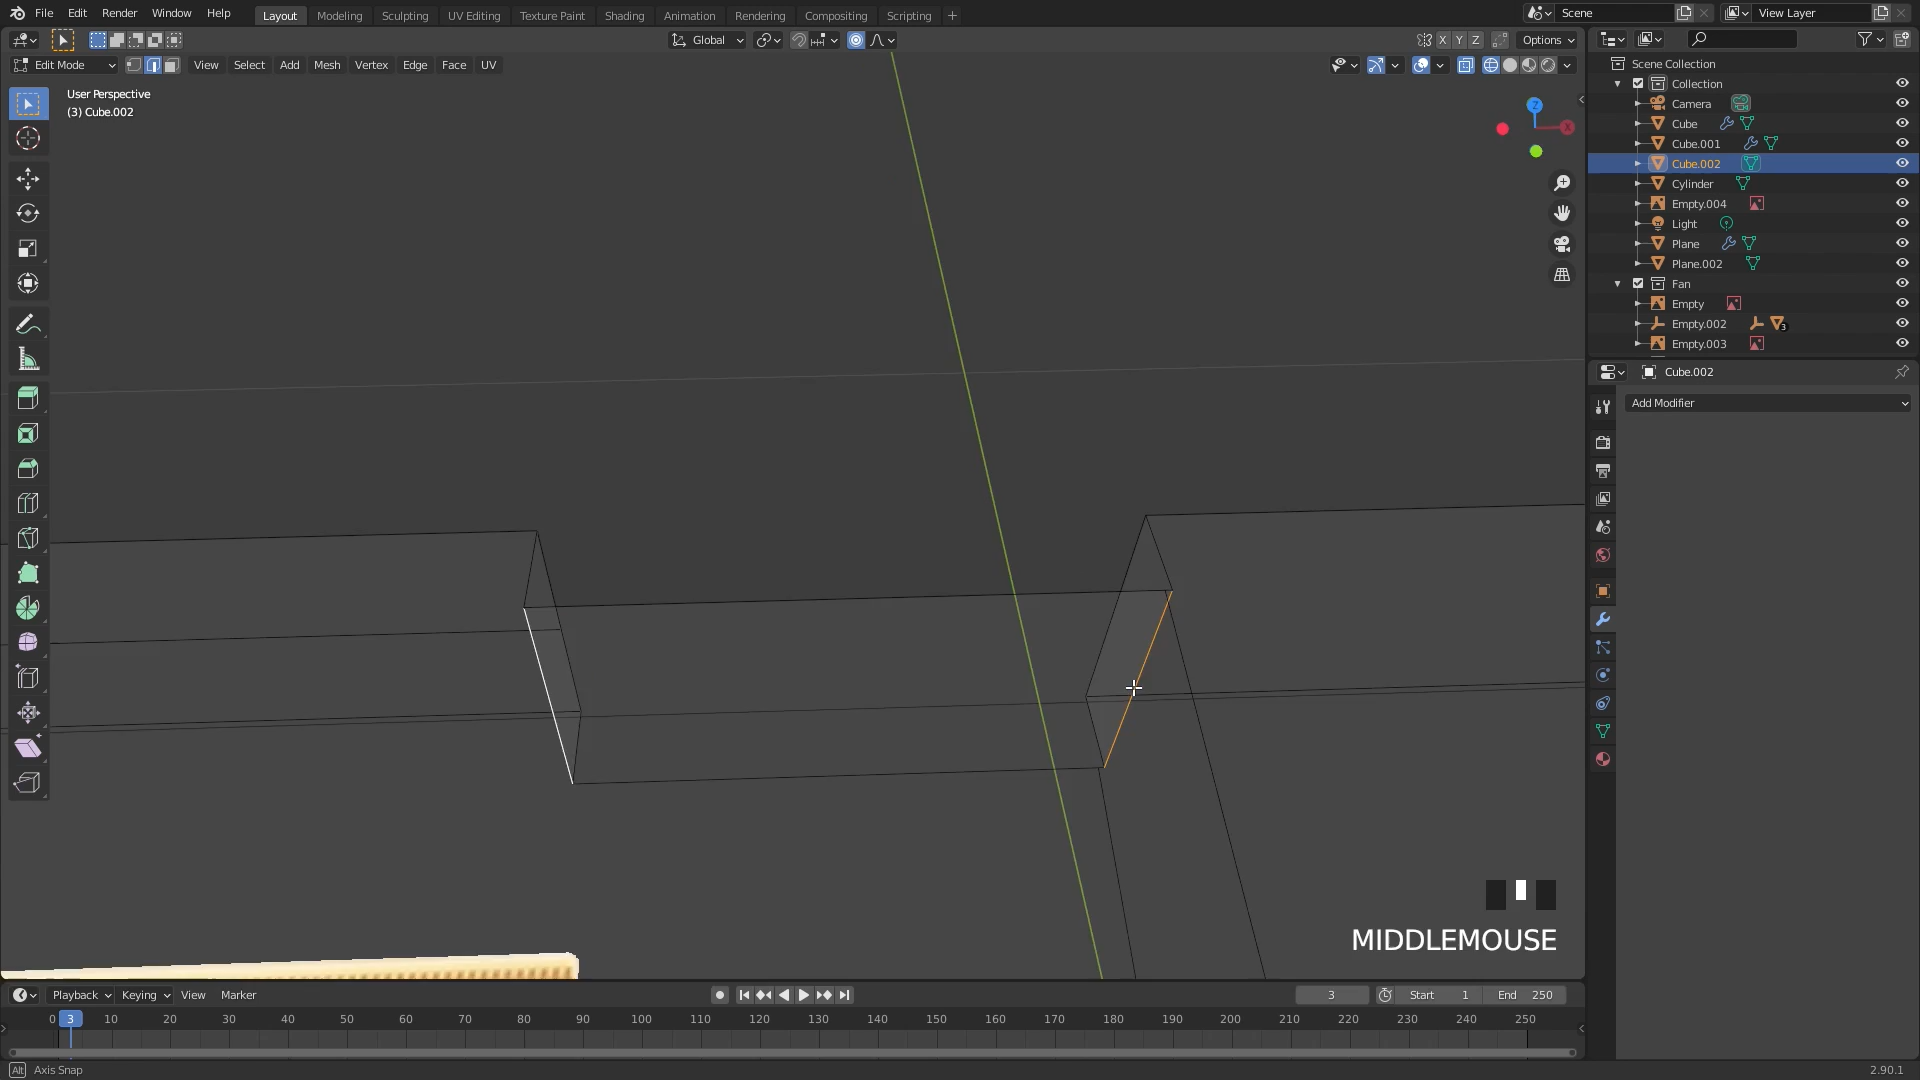 File Edit Render Window Help
Layout Modeling Sculpting UV Editing Texture Paint Shading Animation Rendering Compositing Scripting +
Scene View Layer
Global X Y Z Options
Edit Mode View Select Add Mesh Vertex Edge Face UV
User Perspective
(3) Cube.002
Z
X
Scene Collection
Collection
Camera
Cube
Cube.001
Cube.002
Cylinder
Empty.004
Light
Plane
Plane.002
Fan
Empty
Empty.002 3
Empty.003
Cube.002
Add Modifier
MIDDLEMOUSE
Playback Keying View Marker 3 Start 1 End 250
0 3 10 20 30 40 50 60 70 80 90 100 110 120 130 140 150 160 170 180 190 200 210 220 230 240 250
Alt Axis Snap 2.90.1